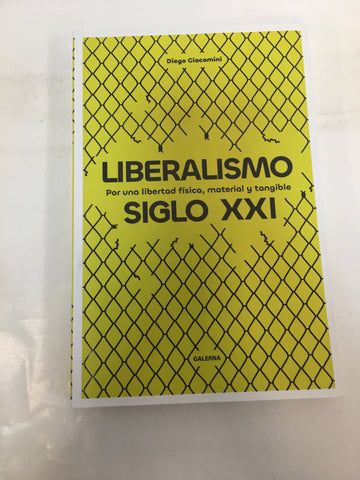 Diego Giacomini
LIBERALISMO
Por una libertad física, material y tangible
SIGLO XXI
GALERNA